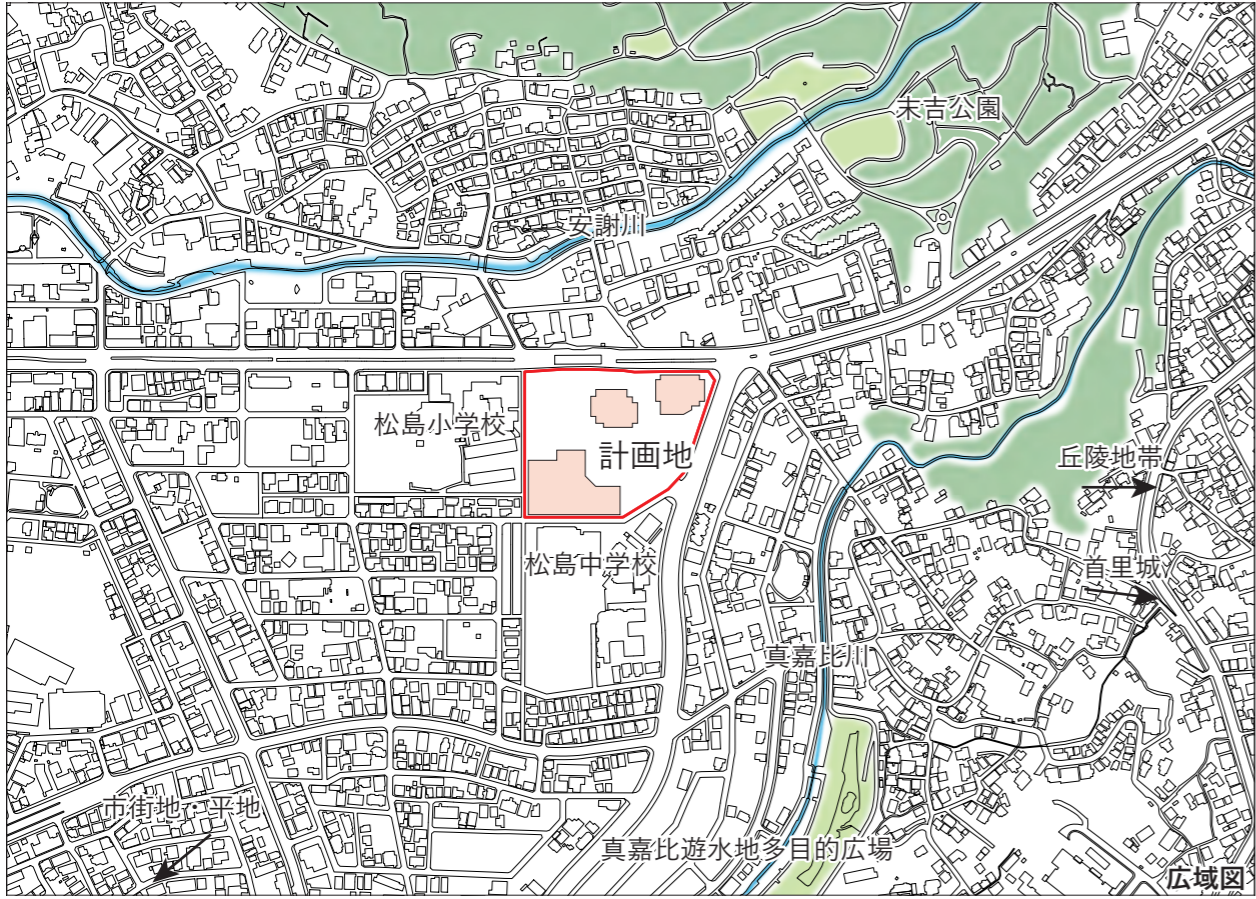 末吉公園
安謝川
松島小学校
計画地
丘陵地帯
松島中学校
首里城
真嘉比川
市街地・平地
真嘉比遊水地多目的広場
広域図